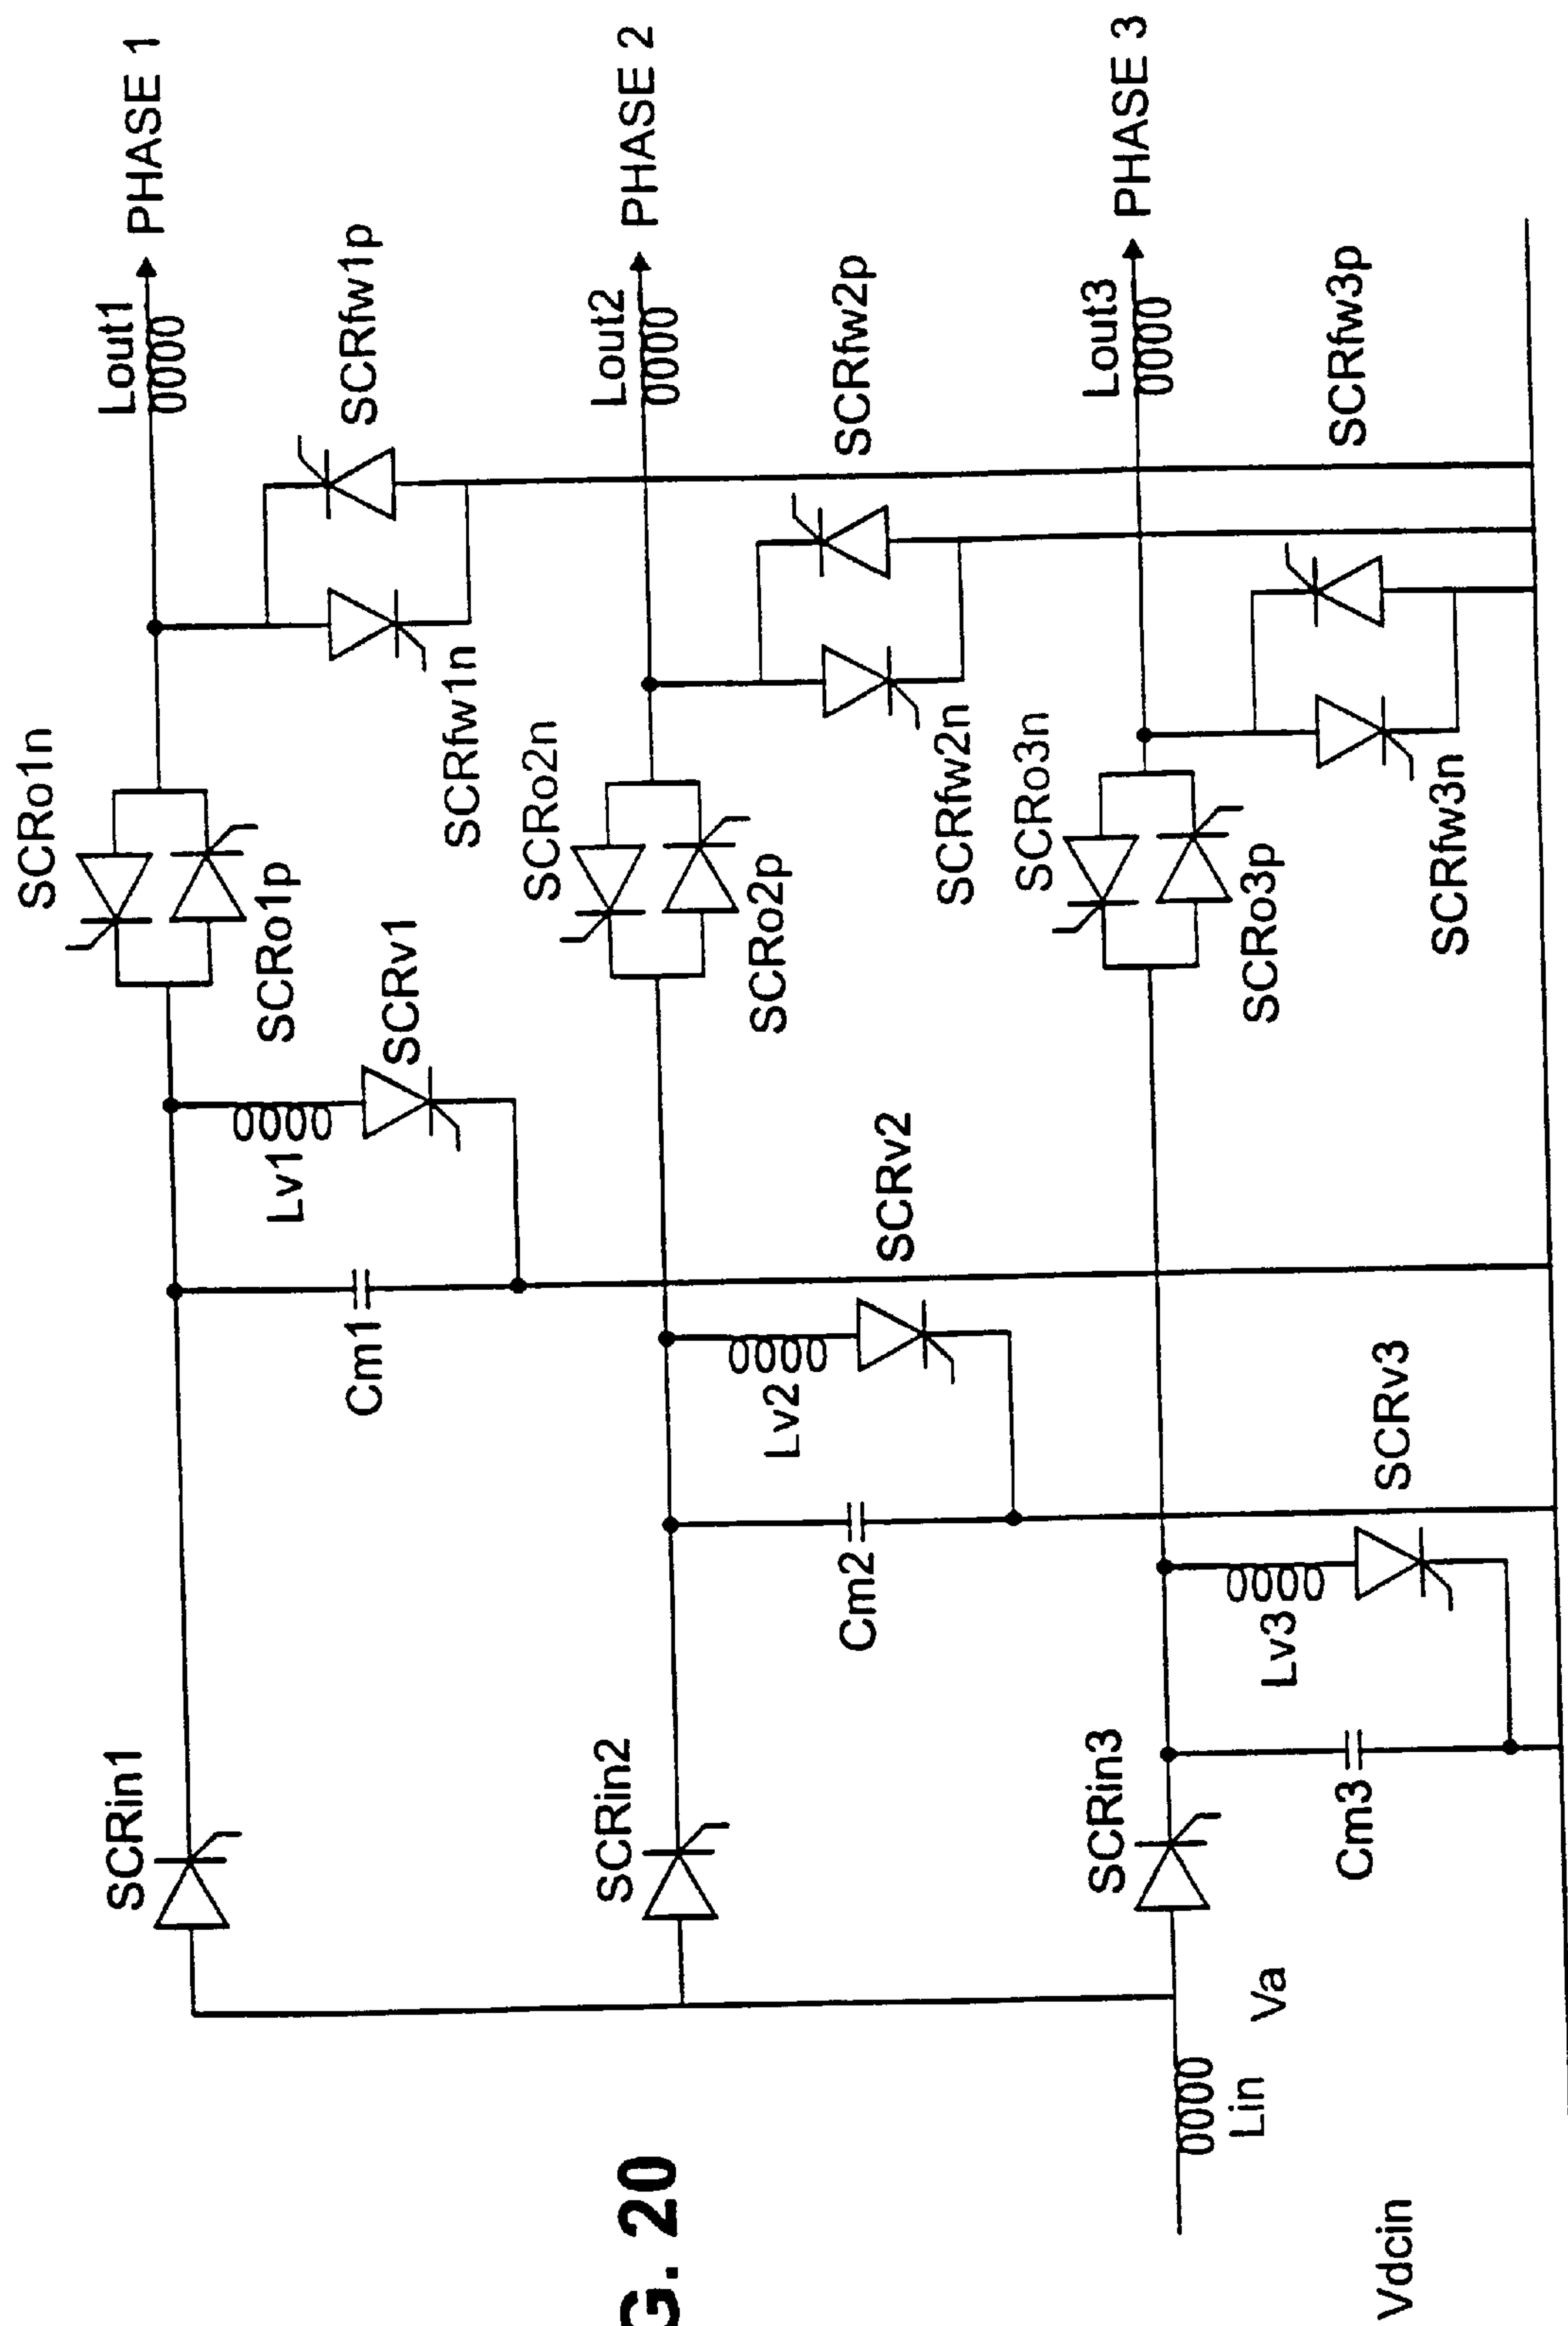 G. 20
SCRin1
Cm1
Lv1
SCRv1
SCRo1n
SCRo1p
SCRfw1n
SCRfw1p
Lout1
PHASE 1
SCRin2
Cm2
Lv2
SCRv2
SCRo2n
SCRo2p
SCRfw2n
SCRfw2p
Lout2
PHASE 2
Vdcin
Lin
Va
SCRin3
Cm3
Lv3
SCRv3
SCRo3n
SCRo3p
SCRfw3n
SCRfw3p
Lout3
PHASE 3